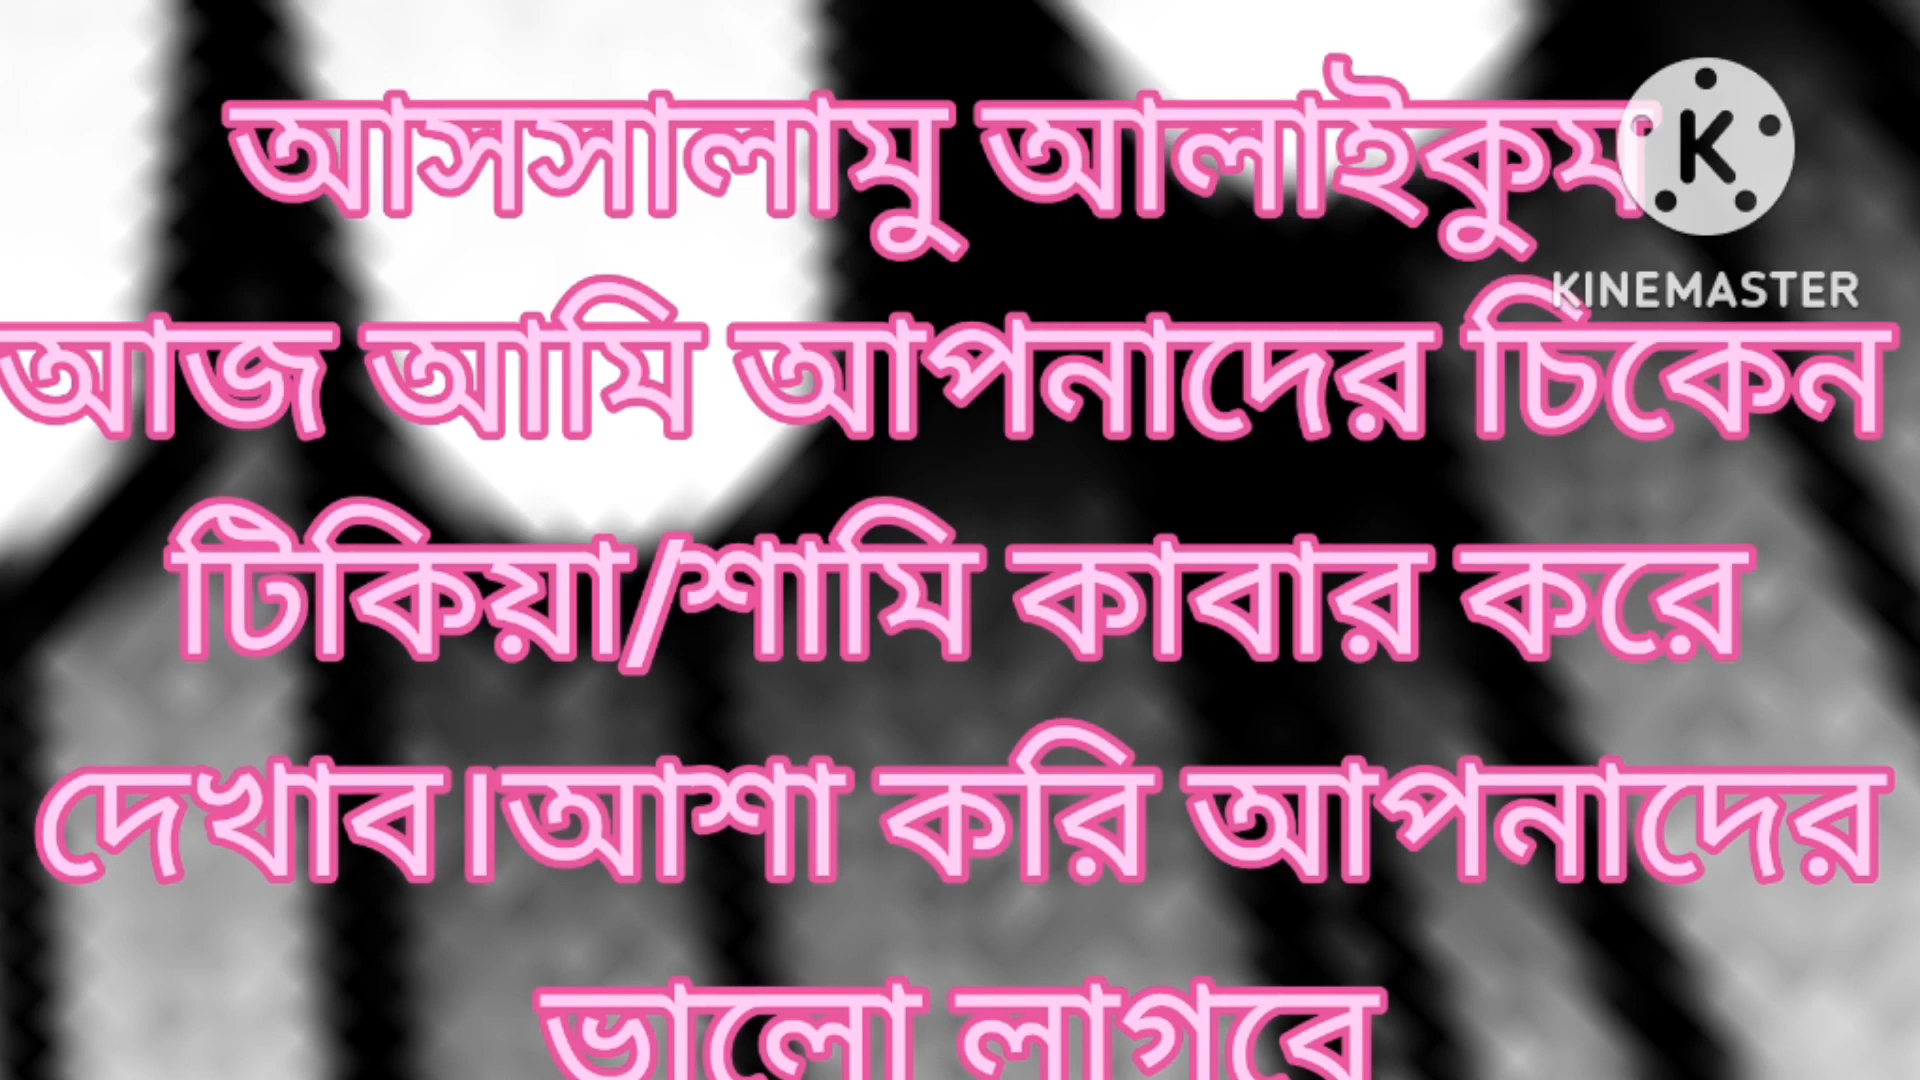 আসসালামু আলাইকুম
KINEMASTER
আজ আমি আপনাদের চিকেন
টিকিয়া/শামি কাবার করে
দেখাব।আশা করি আপনাদের
ভালো লাগবে